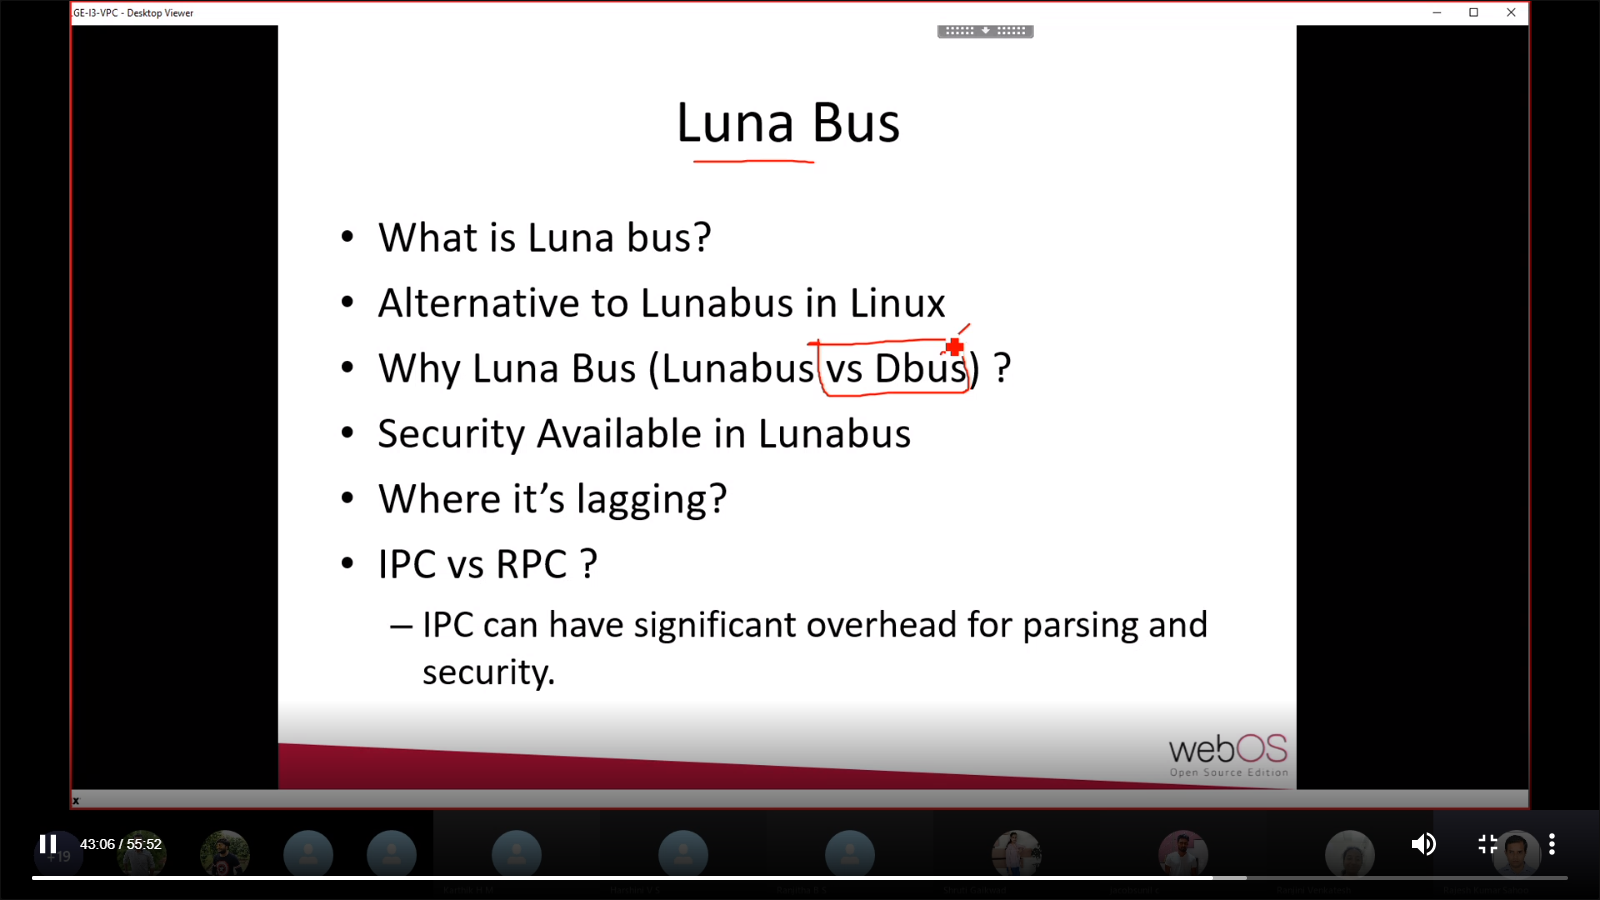 GE-I3-VPC - Desktop Viewer
Luna Bus
• What is Luna bus?
• Alternative to Lunabus in Linux
• Why Luna Bus (Lunabus vs Dbus) ?
• Security Available in Lunabus
• Where it's lagging?
• IPC vs RPC ?
– IPC can have significant overhead for parsing and
security.
webOS
Open Source Edition
x
+19
43:06 / 55:52